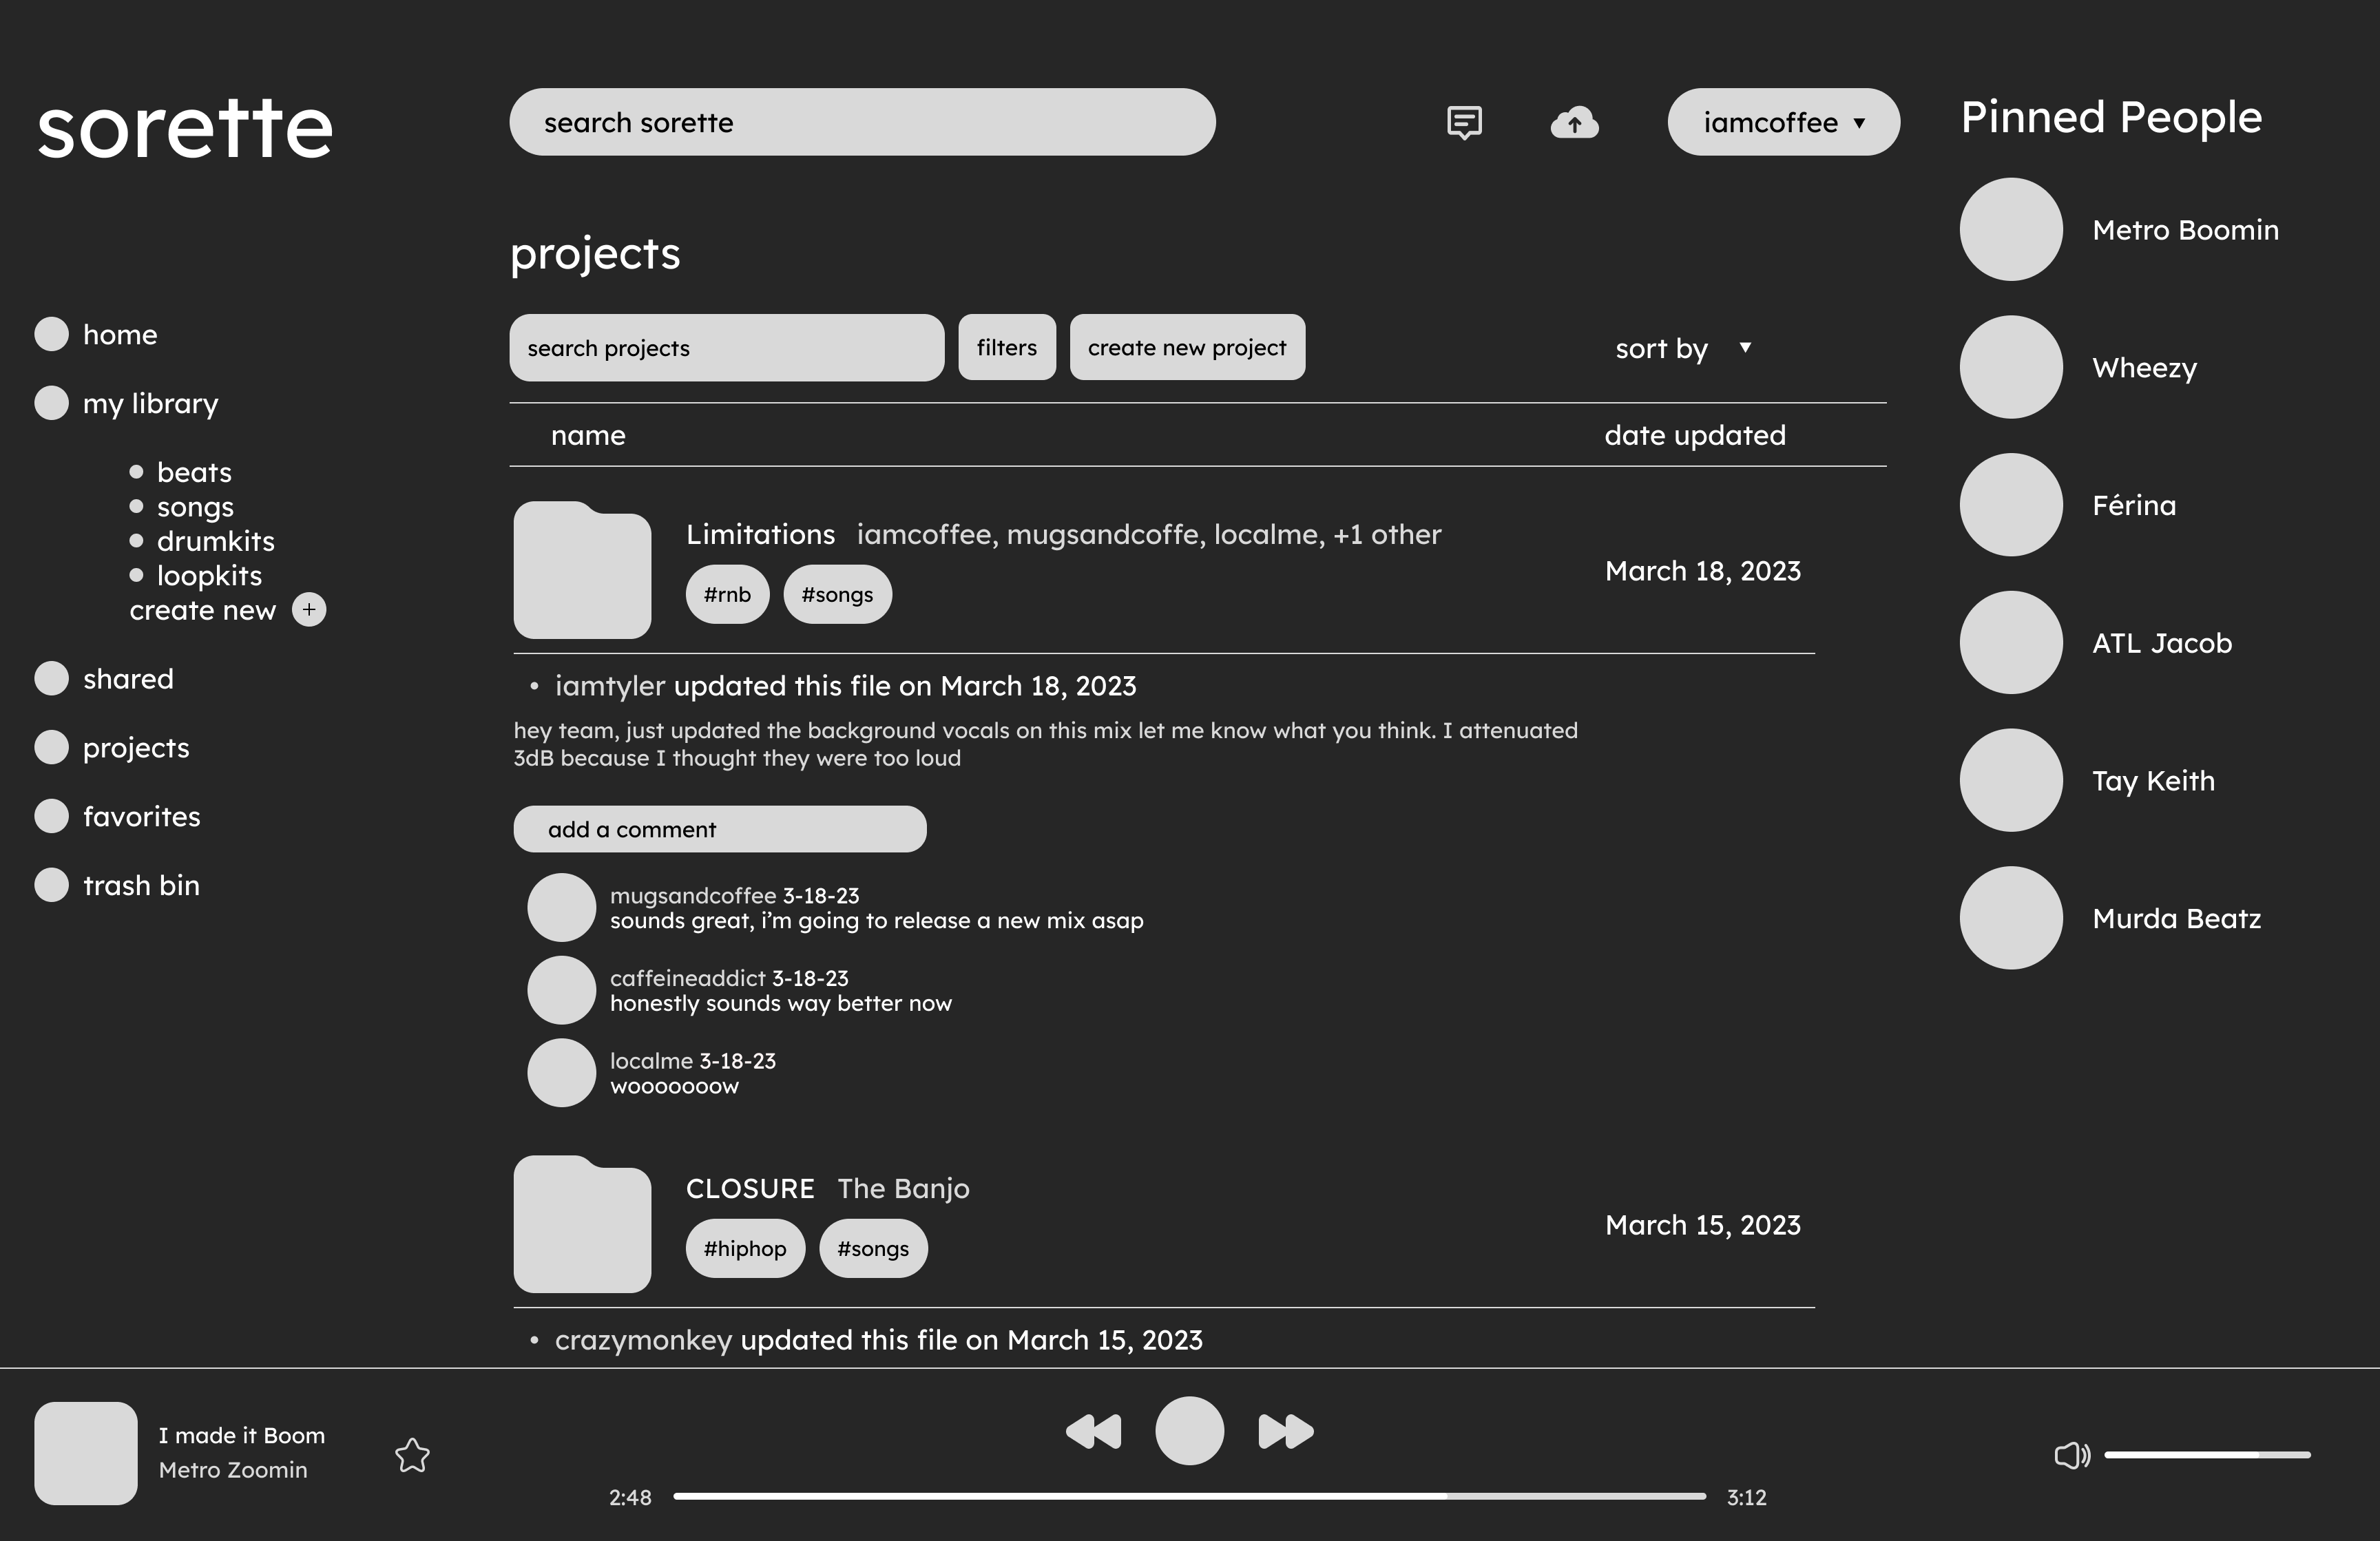 sorette
search sorette
iamcoffee
Pinned People
projects
home
my library
beats
songs
drumkits
loopkits
create new +
shared
projects
favorites
trash bin
search projects
filters
create new project
sort by
name
date updated
Limitations iamcoffee, mugsandcoffe, localme, +1 other
#rnb #songs
March 18, 2023
• iamtyler updated this file on March 18, 2023
hey team, just updated the background vocals on this mix let me know what you think. I attenuated
3dB because I thought they were too loud
add a comment
mugsandcoffee 3-18-23
sounds great, i’m going to release a new mix asap
caffeineaddict 3-18-23
honestly sounds way better now
localme 3-18-23
wooooooow
CLOSURE The Banjo
#hiphop #songs
March 15, 2023
• crazymonkey updated this file on March 15, 2023
Metro Boomin
Wheezy
Férina
ATL Jacob
Tay Keith
Murda Beatz
I made it Boom
Metro Zoomin
2:48
3:12